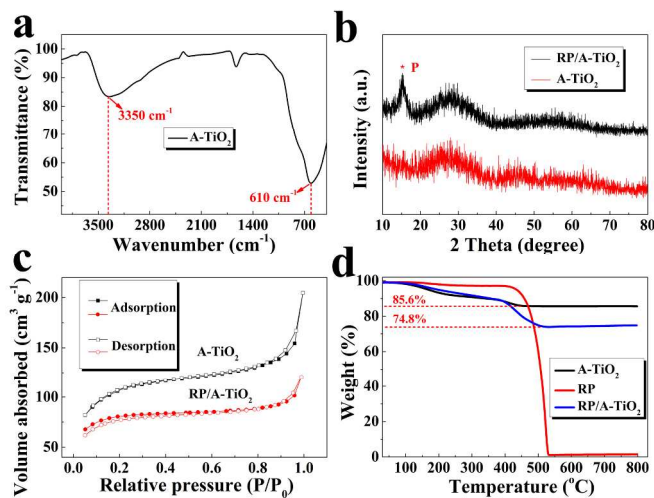 a
Transmittance (%)
100
90
80
70
60
50
3350 cm-1
A-TiO2
610 cm-1
3500 2800 2100 1400 700
Wavenumber (cm-1)
b
Intensity (a.u.)
* P
RP/A-TiO2
A-TiO2
10 20 30 40 50 60 70 80
2 Theta (degree)
c
Volume absorbed (cm3 g-1)
200
150
100
50
Adsorption
Desorption
A-TiO2
RP/A-TiO2
0.0 0.2 0.4 0.6 0.8 1.0
Relative pressure (P/P0)
d
Weight (%)
100
80
60
40
20
0
85.6%
74.8%
A-TiO2
RP
RP/A-TiO2
100 200 300 400 500 600 700 800
Temperature (oC)